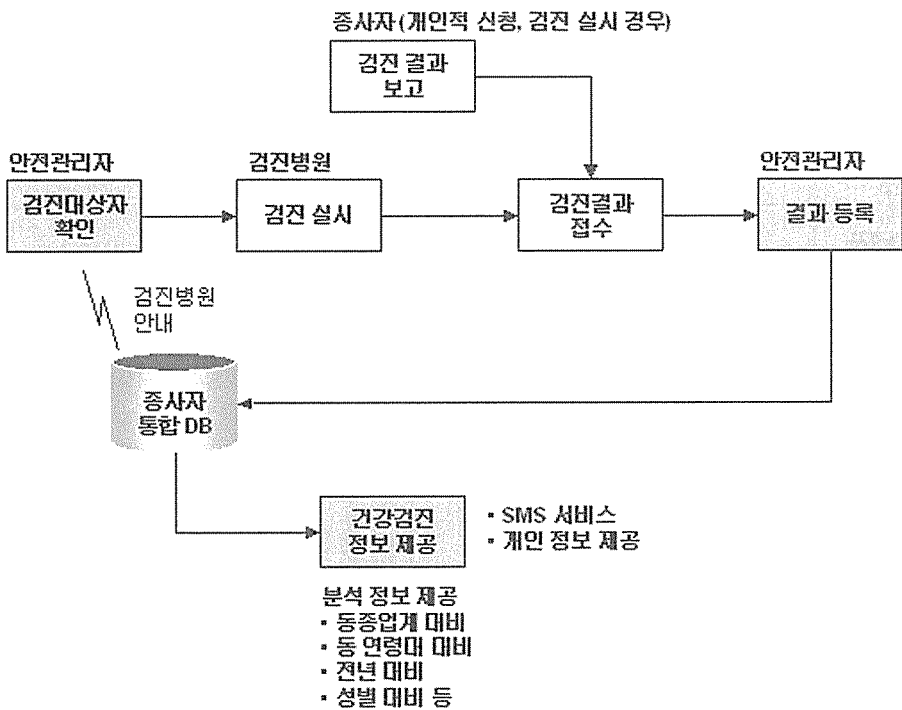 종사자 (개인적 신청, 검진 실시 경우)
검진 결과
보고
안전관리자
검진대상자
확인
검진병원
검진 실시
검진결과
접수
안전관리자
결과 등록
검진병원
안내
종사자
통합 DB
건강검진
정보 제공
▪ SMS 서비스
▪ 개인 정보 제공
분석 정보 제공
▪ 동종업계 대비
▪ 동 연령대 대비
▪ 전년 대비
▪ 성별 대비 등